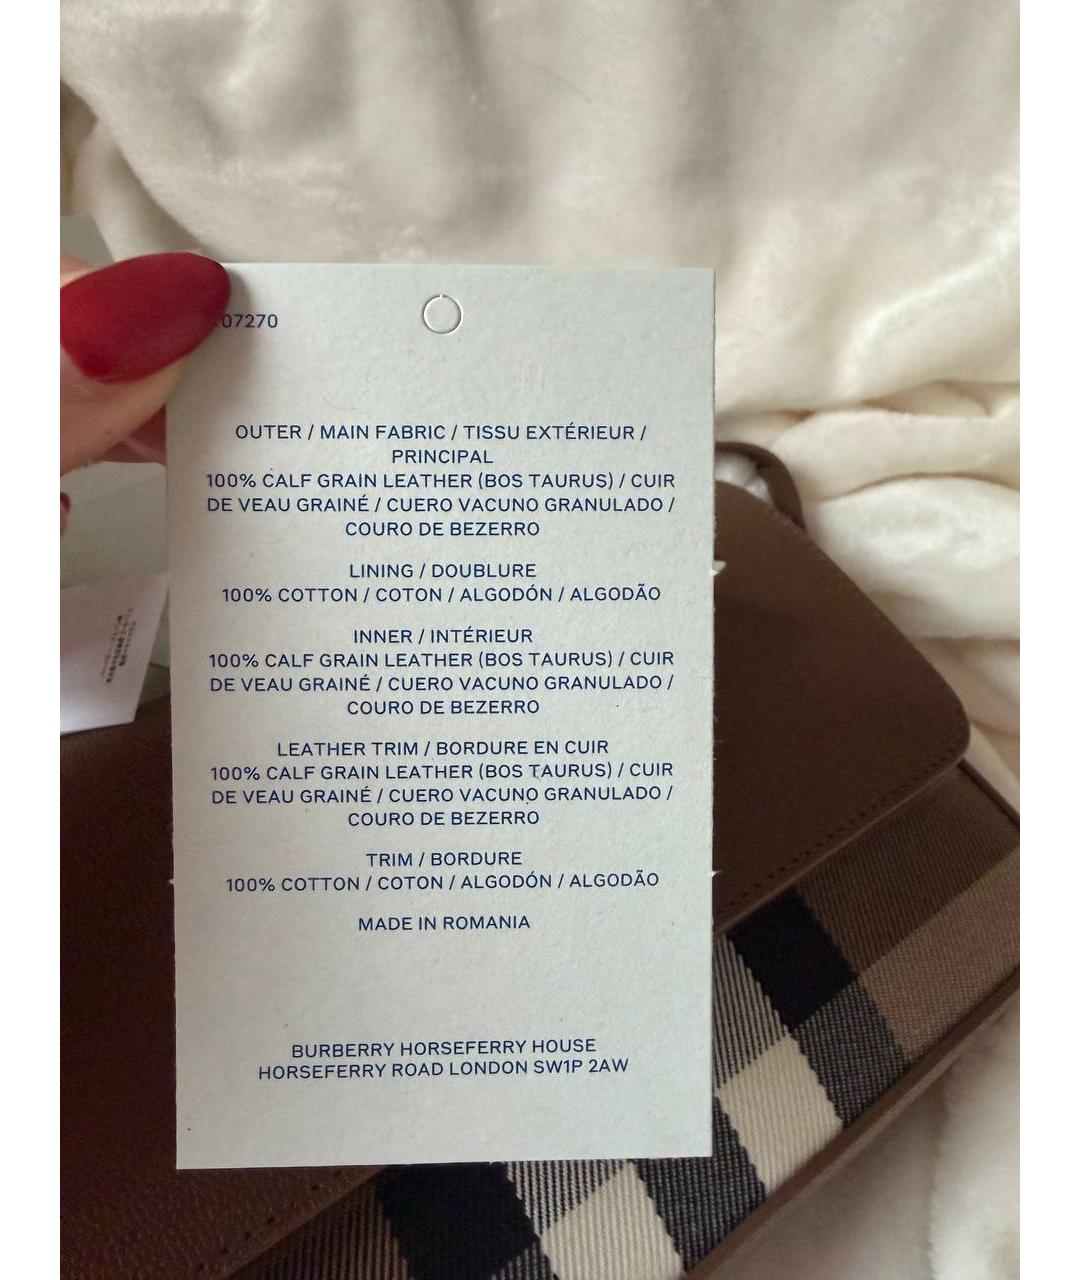 07270
OUTER / MAIN FABRIC / TISSU EXTÉRIEUR /
PRINCIPAL
100% CALF GRAIN LEATHER (BOS TAURUS) / CUIR
DE VEAU GRAINÉ / CUERO VACUNO GRANULADO /
COURO DE BEZERRO
LINING / DOUBLURE
100% COTTON / COTON / ALGODÓN / ALGODÃO
INNER / INTÉRIEUR
100% CALF GRAIN LEATHER (BOS TAURUS) / CUIR
DE VEAU GRAINÉ / CUERO VACUNO GRANULADO /
COURO DE BEZERRO
LEATHER TRIM / BORDURE EN CUIR
100% CALF GRAIN LEATHER (BOS TAURUS) / CUIR
DE VEAU GRAINÉ / CUERO VACUNO GRANULADO /
COURO DE BEZERRO
TRIM / BORDURE
100% COTTON / COTON / ALGODÓN / ALGODÃO
MADE IN ROMANIA
BURBERRY HORSEFERRY HOUSE
HORSEFERRY ROAD LONDON SW1P 2AW